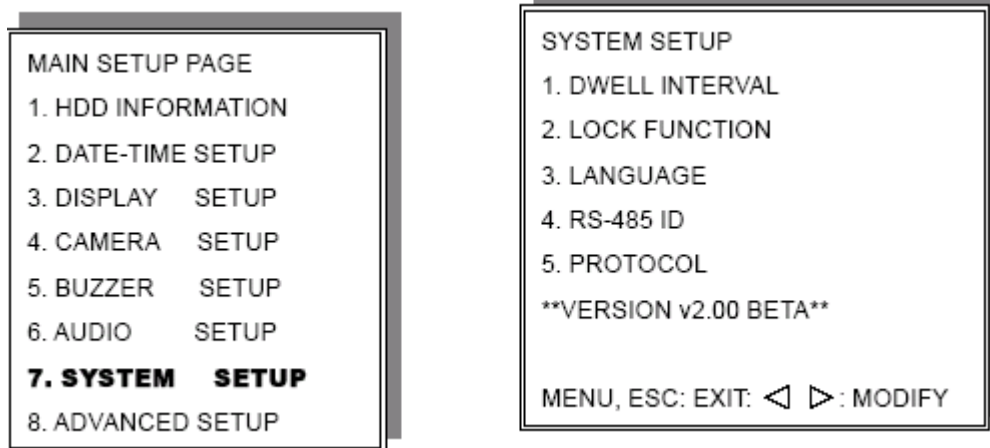 MAIN SETUP PAGE
1. HDD INFORMATION
2. DATE-TIME SETUP
3. DISPLAY SETUP
4. CAMERA SETUP
5. BUZZER SETUP
6. AUDIO SETUP
7. SYSTEM SETUP
8. ADVANCED SETUP
SYSTEM SETUP
1. DWELL INTERVAL
2. LOCK FUNCTION
3. LANGUAGE
4. RS-485 ID
5. PROTOCOL
**VERSION v2.00 BETA**
MENU, ESC: EXIT: ◁ ▷ : MODIFY